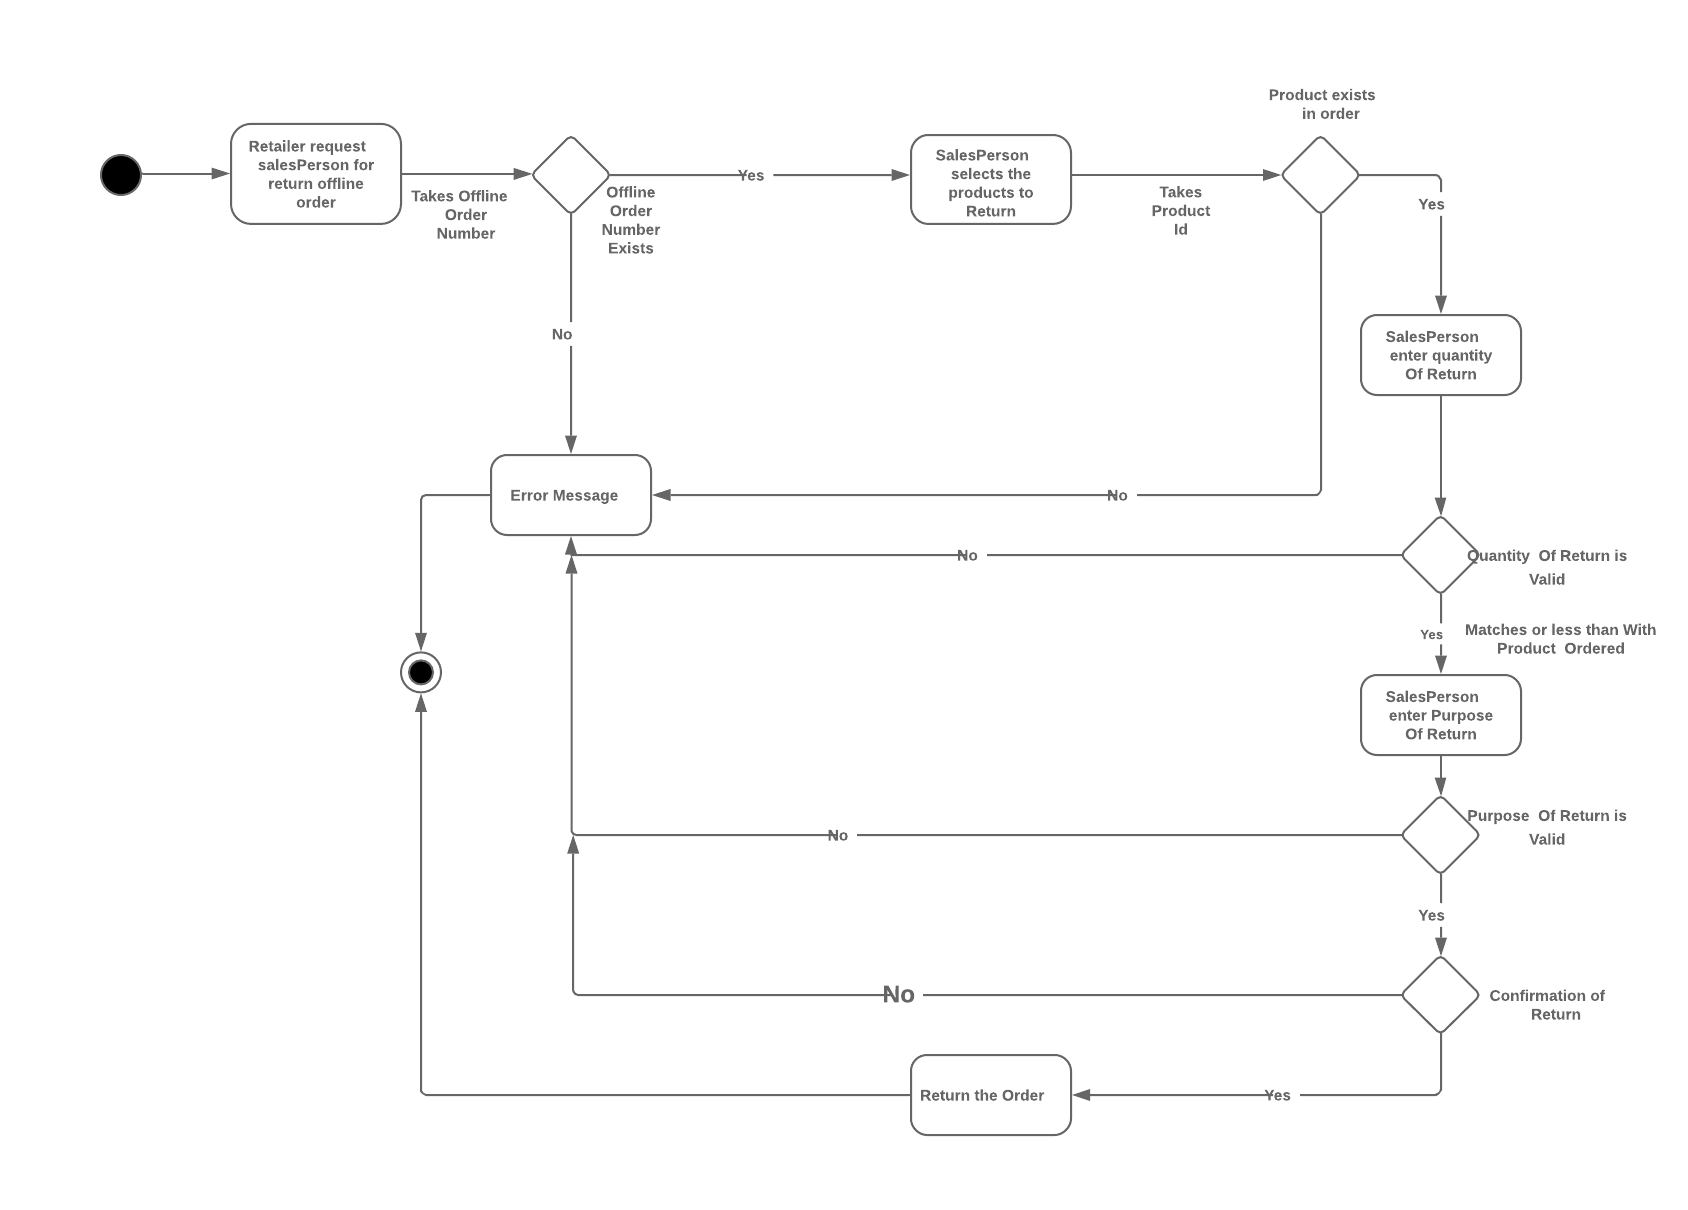 Product exists
in order
Retailer request
salesPerson for
return offline
order
Takes Offline
Order
Number
Yes
Offline
Order
Number
Exists
SalesPerson
selects the
products to
Return
Takes
Product
Id
Yes
No
SalesPerson
enter quantity
Of Return
Error Message
No
No
Quantity  Of Return is
Valid
Yes
Matches or less than With
Product  Ordered
SalesPerson
enter Purpose
Of Return
No
Purpose  Of Return is
Valid
Yes
No
Confirmation of
Return
Return the Order
Yes